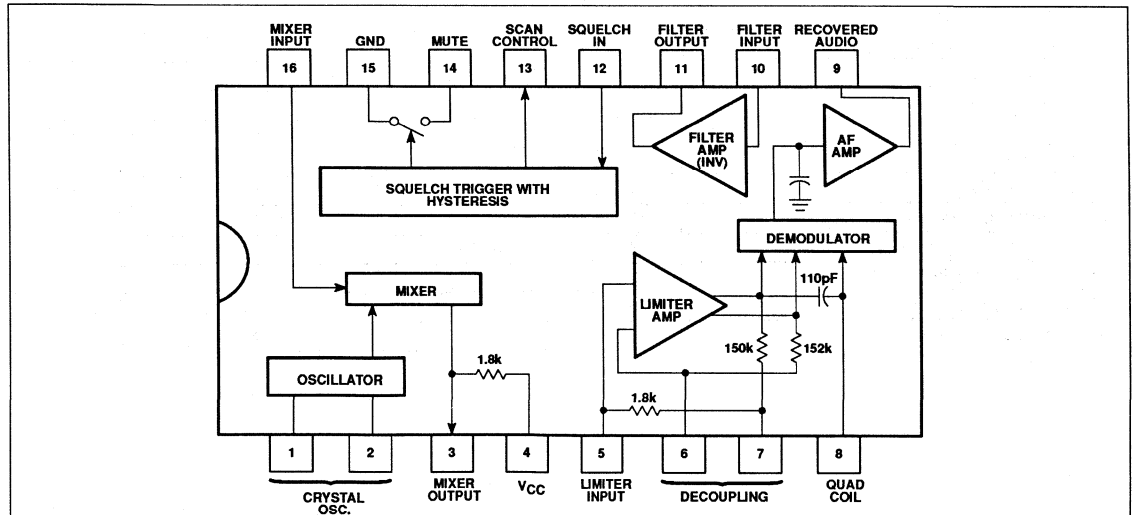 MIXER INPUT
GND
MUTE
SCAN CONTROL
SQUELCH IN
FILTER OUTPUT
FILTER INPUT
RECOVERED AUDIO
16
15
14
13
12
11
10
9
FILTER AMP (INV)
AF AMP
SQUELCH TRIGGER WITH HYSTERESIS
DEMODULATOR
MIXER
LIMITER AMP
110pF
150k
152k
OSCILLATOR
1.8k
1.8k
1
2
3
4
5
6
7
8
CRYSTAL OSC.
MIXER OUTPUT
VCC
LIMITER INPUT
DECOUPLING
QUAD COIL